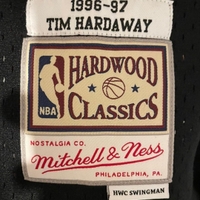 1996-97
TIM HARDAWAY
HARDWOOD
NBA
CLASSICS
NOSTALGIA CO.
Mitchell & Ness
PHILADELPHIA, PA.
HWC SWINGMAN